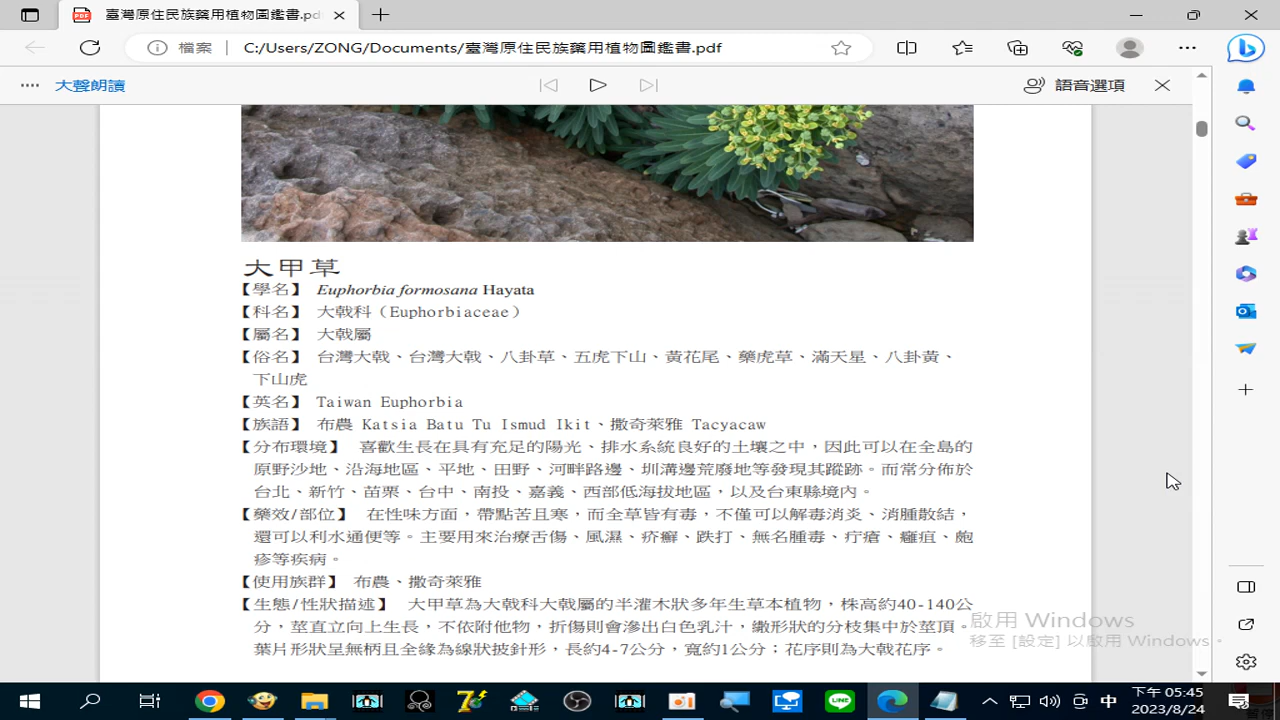 臺灣原住民族藥用植物圖鑑書.pd
檔案
C:/Users/ZONG/Documents/臺灣原住民族藥用植物圖鑑書.pdf
大聲朗讀
語音選項
大甲草
【學名】 Euphorbia formosana Hayata
【科名】 大戟科（Euphorbiaceae）
【屬名】 大戟屬
【俗名】 台灣大戟、台灣大戟、八卦草、五虎下山、黃花尾、藥虎草、滿天星、八卦黃、
下山虎
【英名】 Taiwan Euphorbia
【族語】 布農 Katsia Batu Tu Ismud Ikit、撒奇萊雅 Tacyacaw
【分布環境】 喜歡生長在具有充足的陽光、排水系統良好的土壤之中，因此可以在全島的
原野沙地、沿海地區、平地、田野、河畔路邊、圳溝邊荒廢地等發現其蹤跡。而常分佈於
台北、新竹、苗栗、台中、南投、嘉義、西部低海拔地區，以及台東縣境內。
【藥效/部位】 在性味方面，帶點苦且寒，而全草皆有毒，不僅可以解毒消炎、消腫散結，
還可以利水通便等。主要用來治療舌傷、風濕、疥癬、跌打、無名腫毒、疔瘡、癰疽、皰
疹等疾病。
【使用族群】 布農、撒奇萊雅
【生態/性狀描述】 大甲草為大戟科大戟屬的半灌木狀多年生草本植物，株高約40-140公
分，莖直立向上生長，不依附他物，折傷則會滲出白色乳汁，繖形狀的分枝集中於莖頂。
葉片形狀呈無柄且全緣為線狀披針形，長約4-7公分，寬約1公分；花序則為大戟花序。
啟用 Windows
移至 [設定] 以啟用 Windows。
中
下午 05:45
2023/8/24